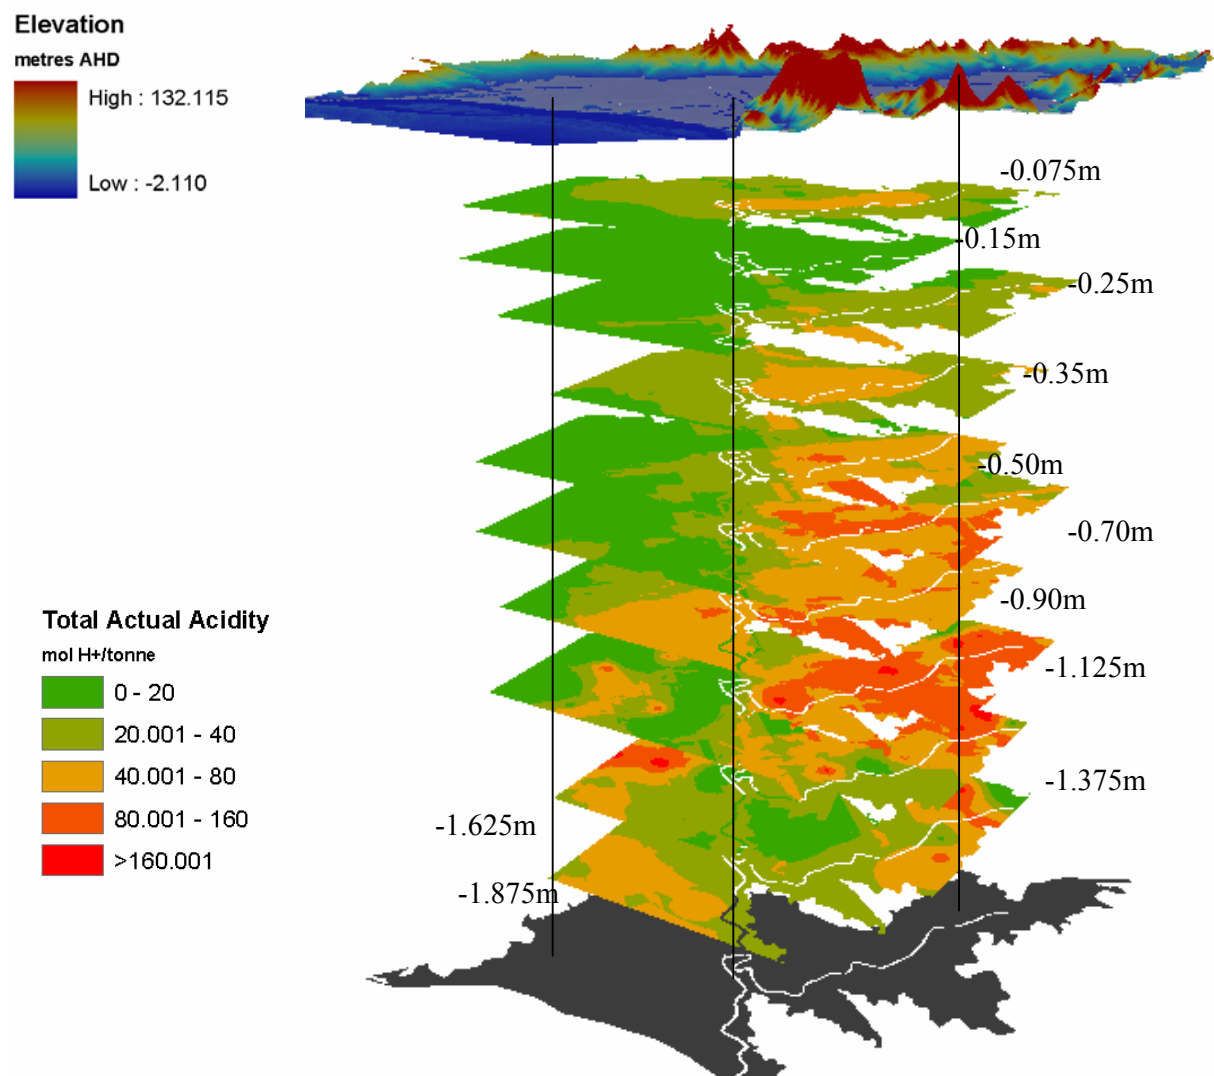 Elevation
metres AHD
High : 132.115
Low : -2.110
-0.075m
-0.15m
-0.25m
-0.35m
-0.50m
-0.70m
-0.90m
-1.125m
-1.375m
-1.625m
-1.875m
Total Actual Acidity
mol H+/tonne
0 - 20
20.001 - 40
40.001 - 80
80.001 - 160
>160.001